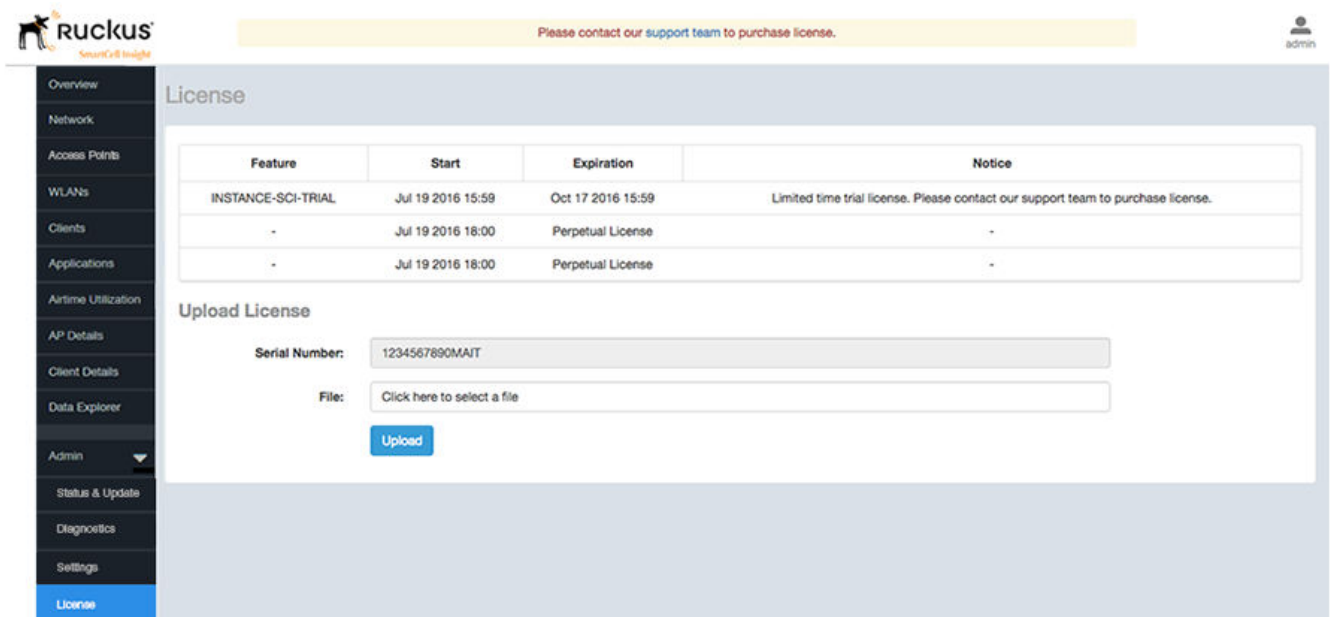 Ruckus
SmartCell Insight
Please contact our support team to purchase license.
admin
Overview
Network
Access Points
WLANs
Clients
Applications
Airtime Utilization
AP Details
Client Details
Data Explorer
Admin
Status & Update
Diagnostics
Settings
License
License
Feature Start Expiration Notice
INSTANCE-SCI-TRIAL Jul 19 2016 15:59 Oct 17 2016 15:59 Limited time trial license. Please contact our support team to purchase license.
- Jul 19 2016 18:00 Perpetual License -
- Jul 19 2016 18:00 Perpetual License -
Upload License
Serial Number: 1234567890MAIT
File: Click here to select a file
Upload